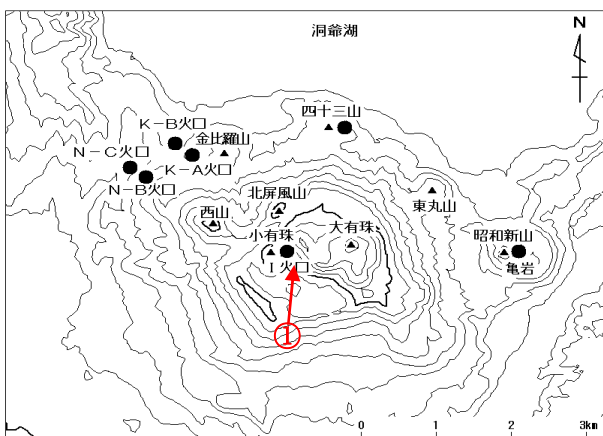 洞爺湖
N
K－B火口
金比羅山
四十三山
N－C火口
K－A火口
N－B火口
北屏風山
東丸山
西山
小有珠
大有珠
昭和新山
I火口
亀岩
①
0 1 2 3km